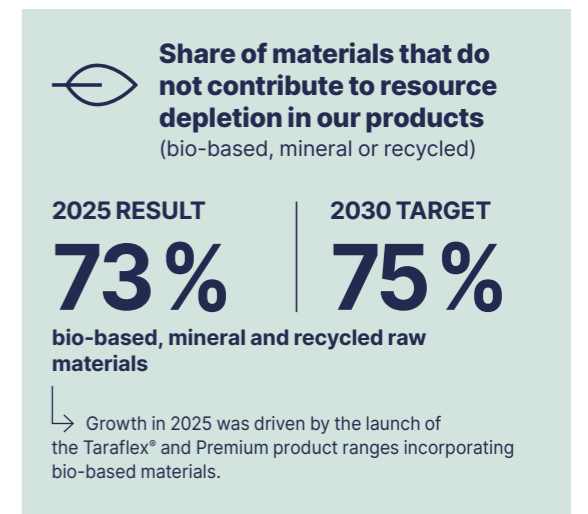 Share of materials that do
not contribute to resource
depletion in our products
(bio-based, mineral or recycled)
2025 RESULT
73%
2030 TARGET
75%
bio-based, mineral and recycled raw
materials
Growth in 2025 was driven by the launch of
the Taraflex® and Premium product ranges incorporating
bio-based materials.